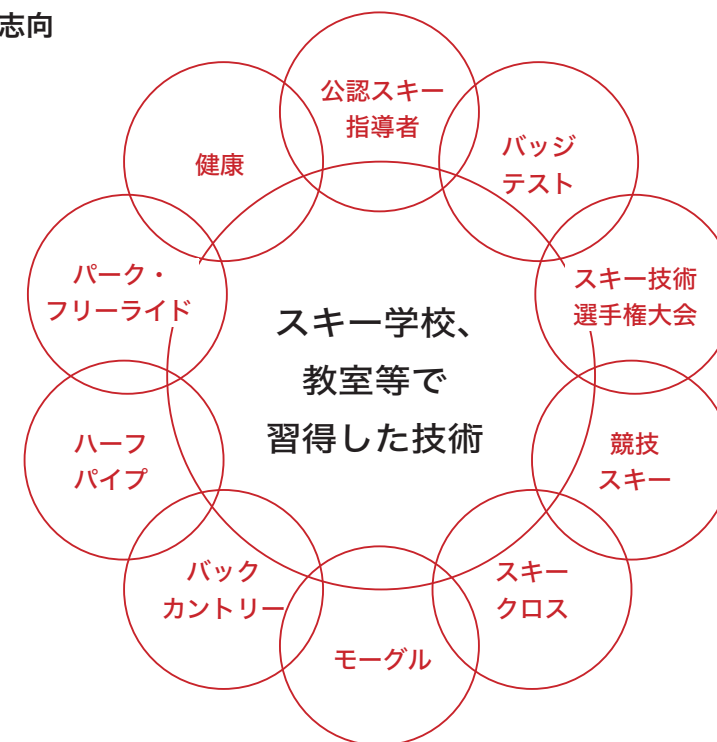 志向
公認スキー
指導者
バッジ
テスト
スキー技術
選手権大会
競技
スキー
スキー
クロス
モーグル
バック
カントリー
ハーフ
パイプ
パーク・
フリーライド
健康
スキー学校、
教室等で
習得した技術